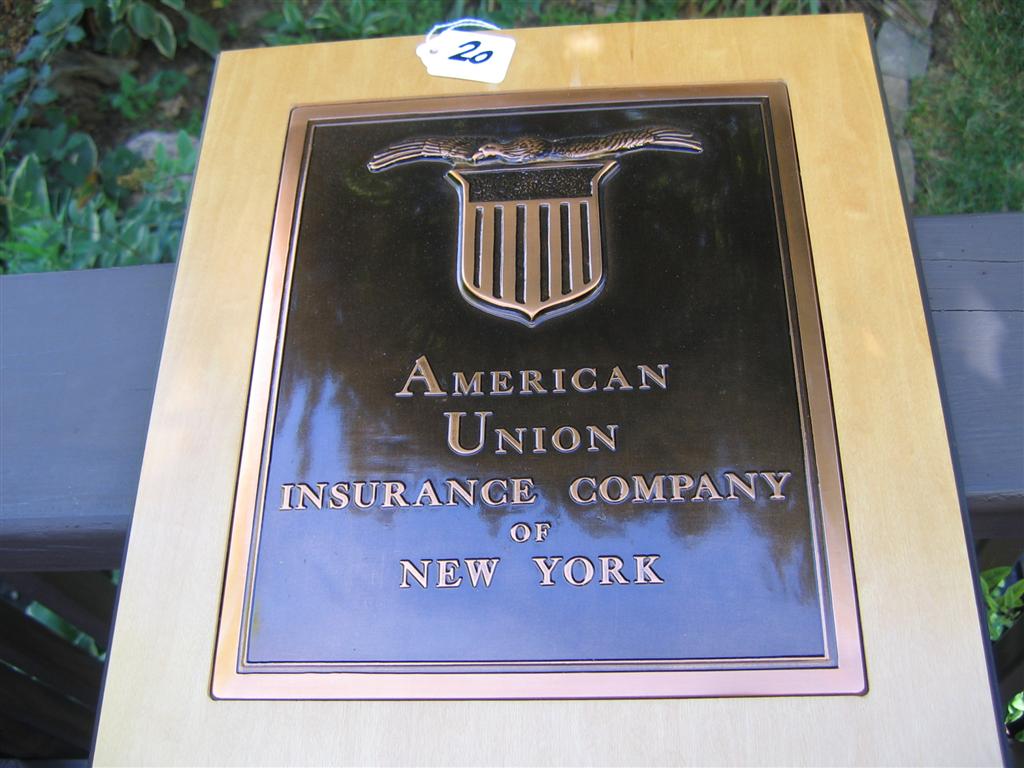 20
AMERICAN
UNION
INSURANCE COMPANY
OF
NEW YORK